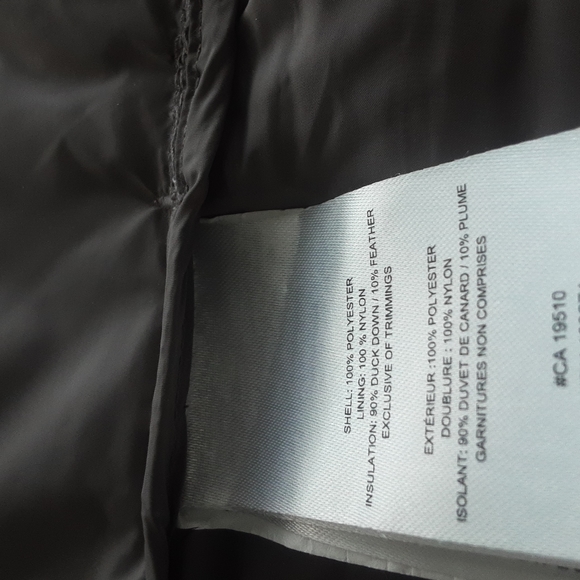 SHELL: 100% POLYESTER
LINING: 100 % NYLON
INSULATION: 90% DUCK DOWN / 10% FEATHER
EXCLUSIVE OF TRIMMINGS
EXTÉRIEUR :100% POLYESTER
DOUBLURE : 100% NYLON
ISOLANT: 90% DUVET DE CANARD / 10% PLUME
GARNITURES NON COMPRISES
#CA 19510